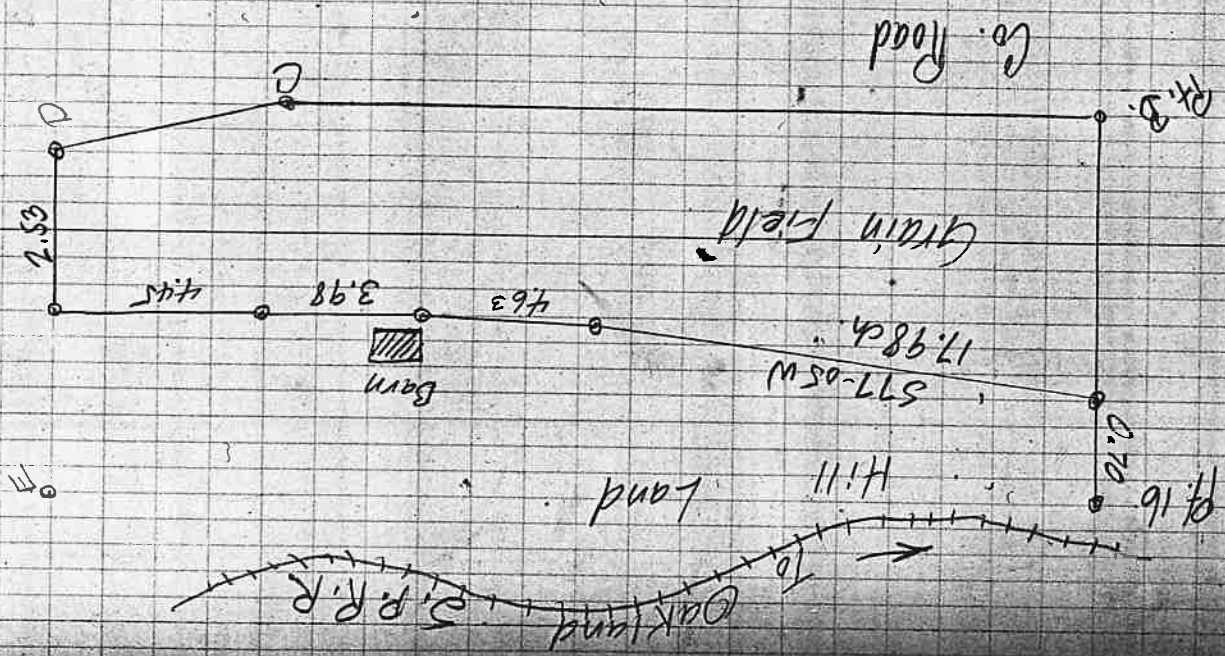 To Oakland
S.P.R.R.
Pt. 16
Hill Land
E
0.70
S77-05W
17.98 ch
Barn
4.63
3.98
4.45
2.53
Grain Field
D
Pt. B.
C
Co. Road